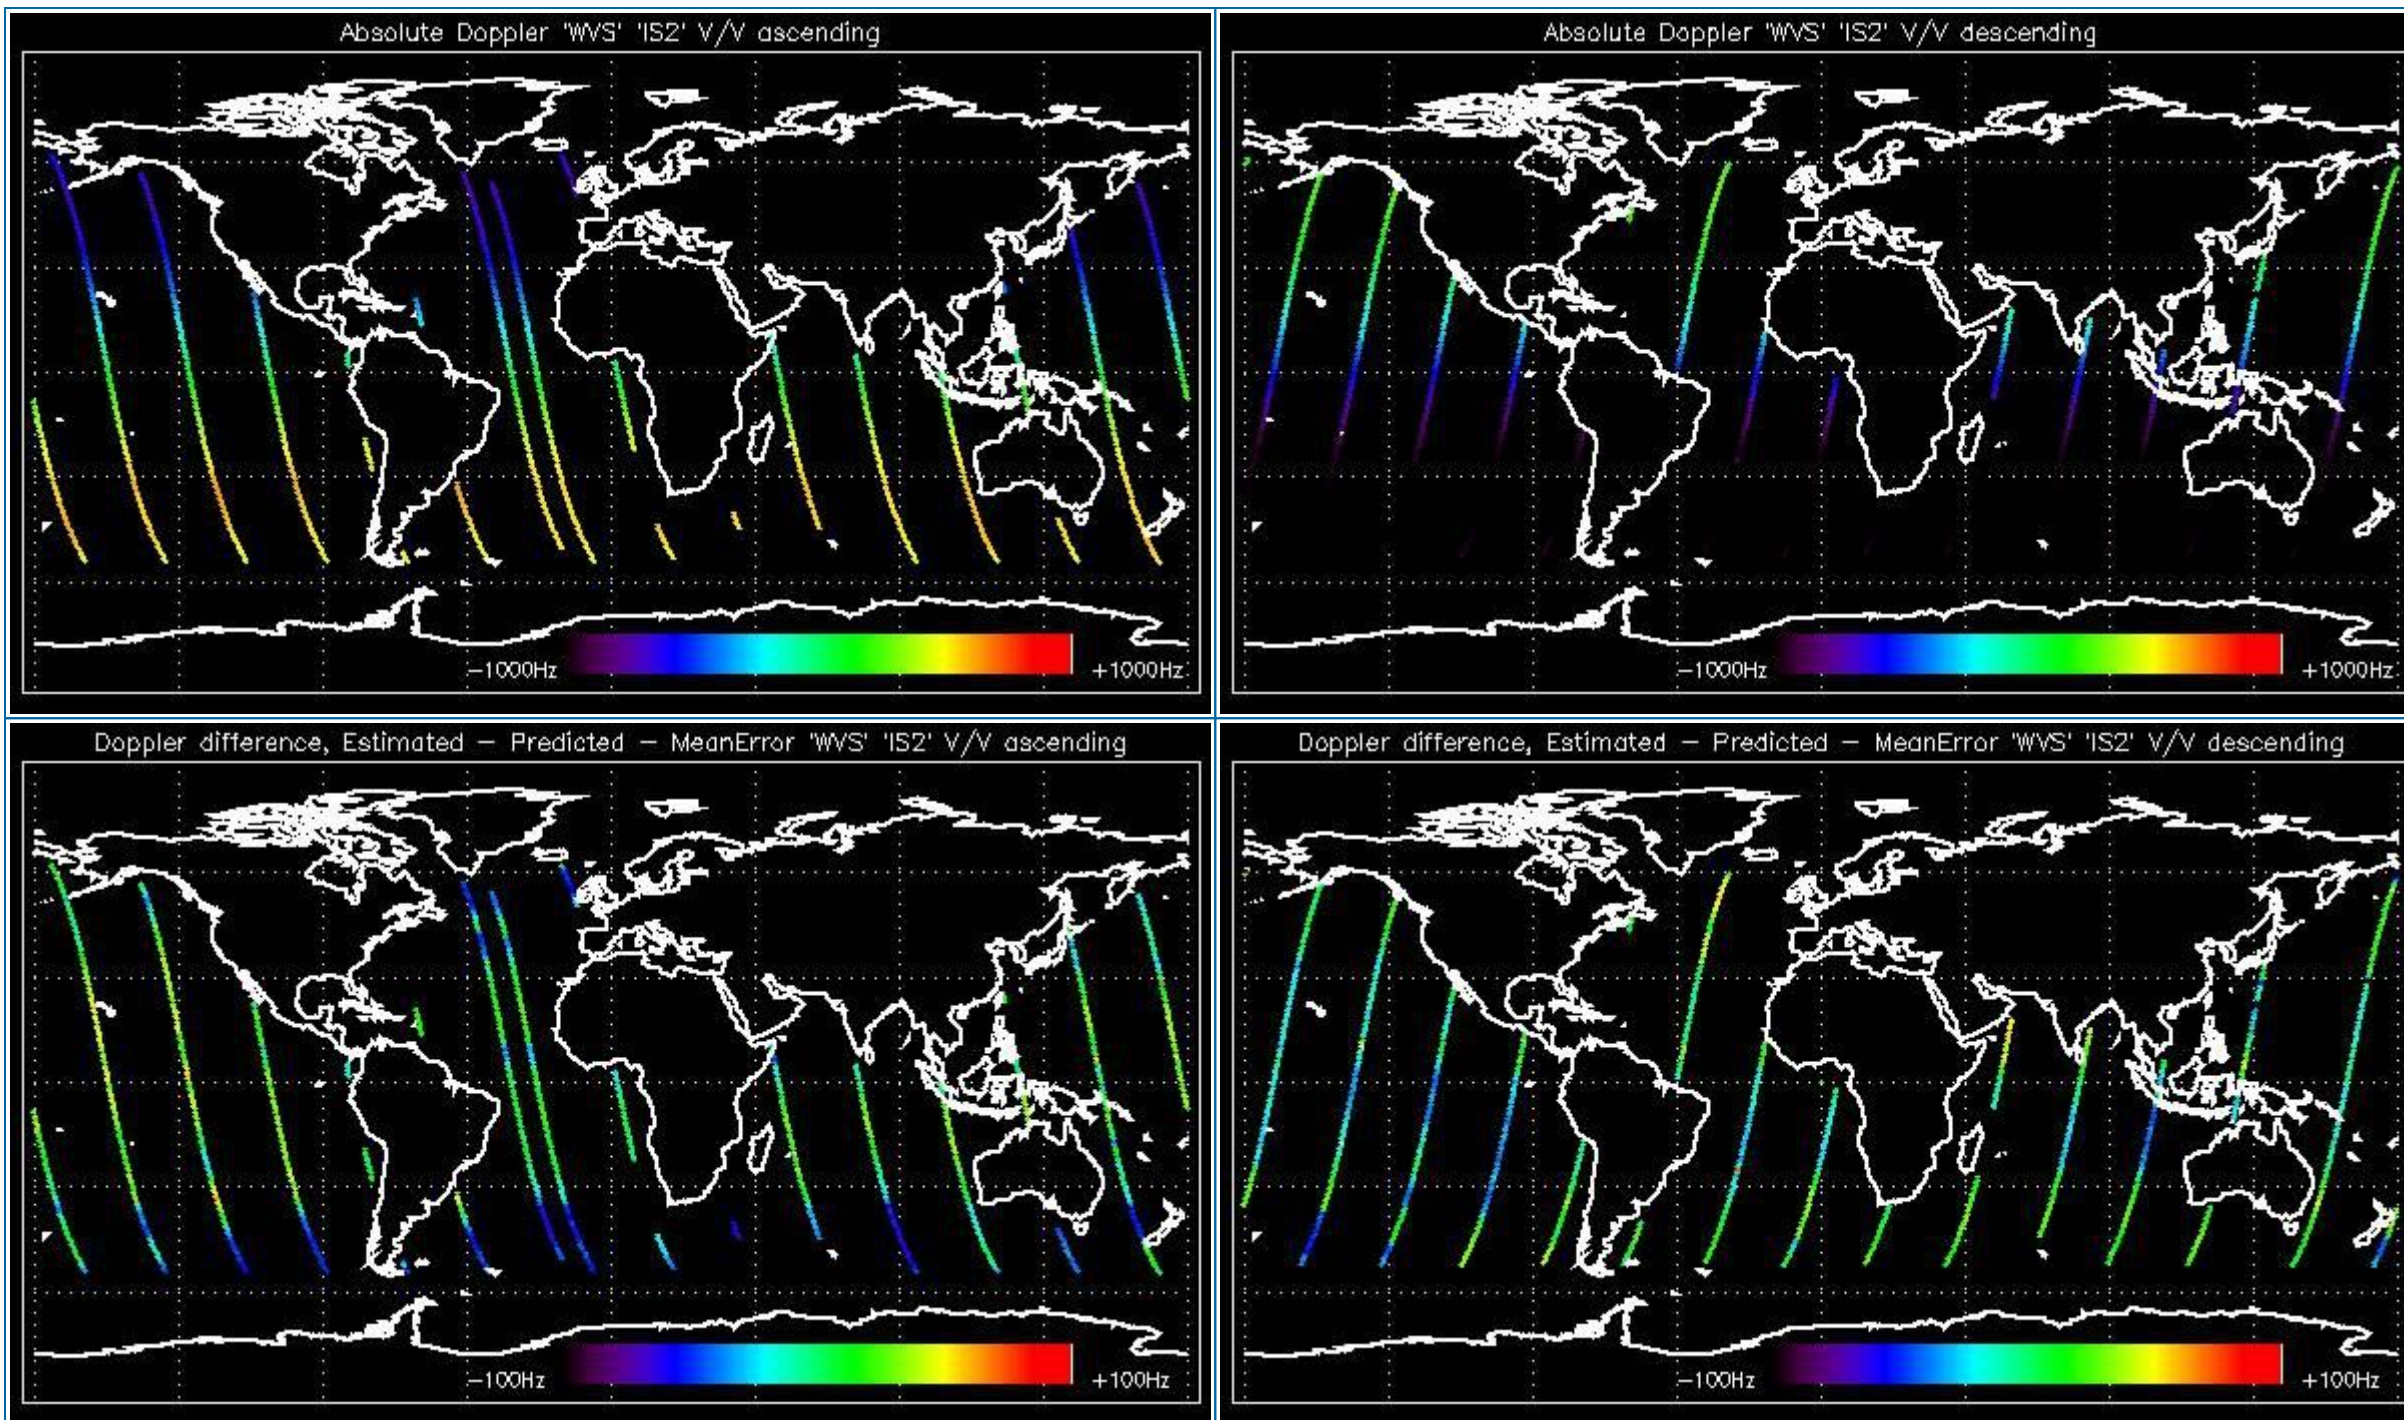 Absolute Doppler 'WVS' 'IS2' V/V ascending
−1000Hz
+1000Hz
Absolute Doppler 'WVS' 'IS2' V/V descending
−1000Hz
+1000Hz
Doppler difference, Estimated − Predicted − MeanError 'WVS' 'IS2' V/V ascending
−100Hz
+100Hz
Doppler difference, Estimated − Predicted − MeanError 'WVS' 'IS2' V/V descending
−100Hz
+100Hz